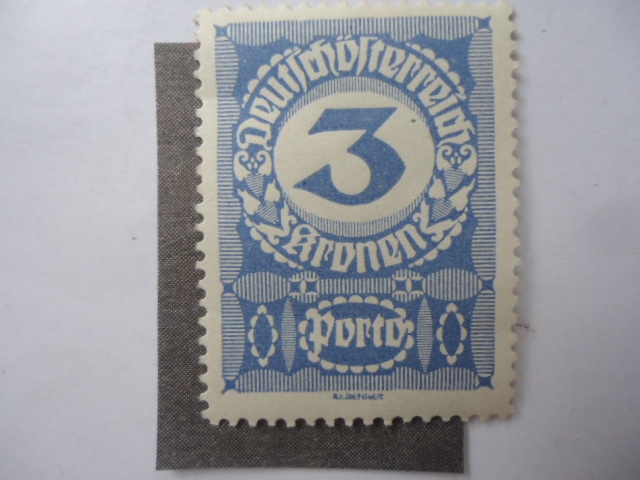 Deutschösterreich
3
Kronen
Porto